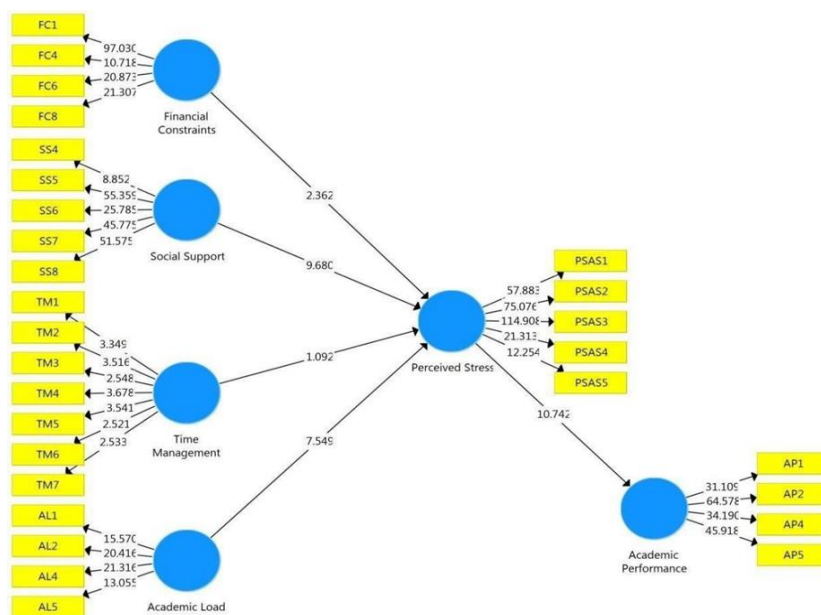 FC1
FC4
FC6
FC8
97.030
10.718
20.873
21.307
Financial
Constraints
SS4
SS5
SS6
SS7
SS8
8.852
55.359
25.785
45.775
51.575
Social Support
TM1
TM2
TM3
TM4
TM5
TM6
TM7
3.349
3.516
2.548
3.678
3.541
2.521
2.533
Time
Management
AL1
AL2
AL4
AL5
15.570
20.416
21.316
13.055
Academic Load
2.362
9.680
1.092
7.549
Perceived Stress
57.883
75.076
114.908
21.313
12.254
PSAS1
PSAS2
PSAS3
PSAS4
PSAS5
10.742
Academic
Performance
31.109
64.578
34.190
45.918
AP1
AP2
AP4
AP5